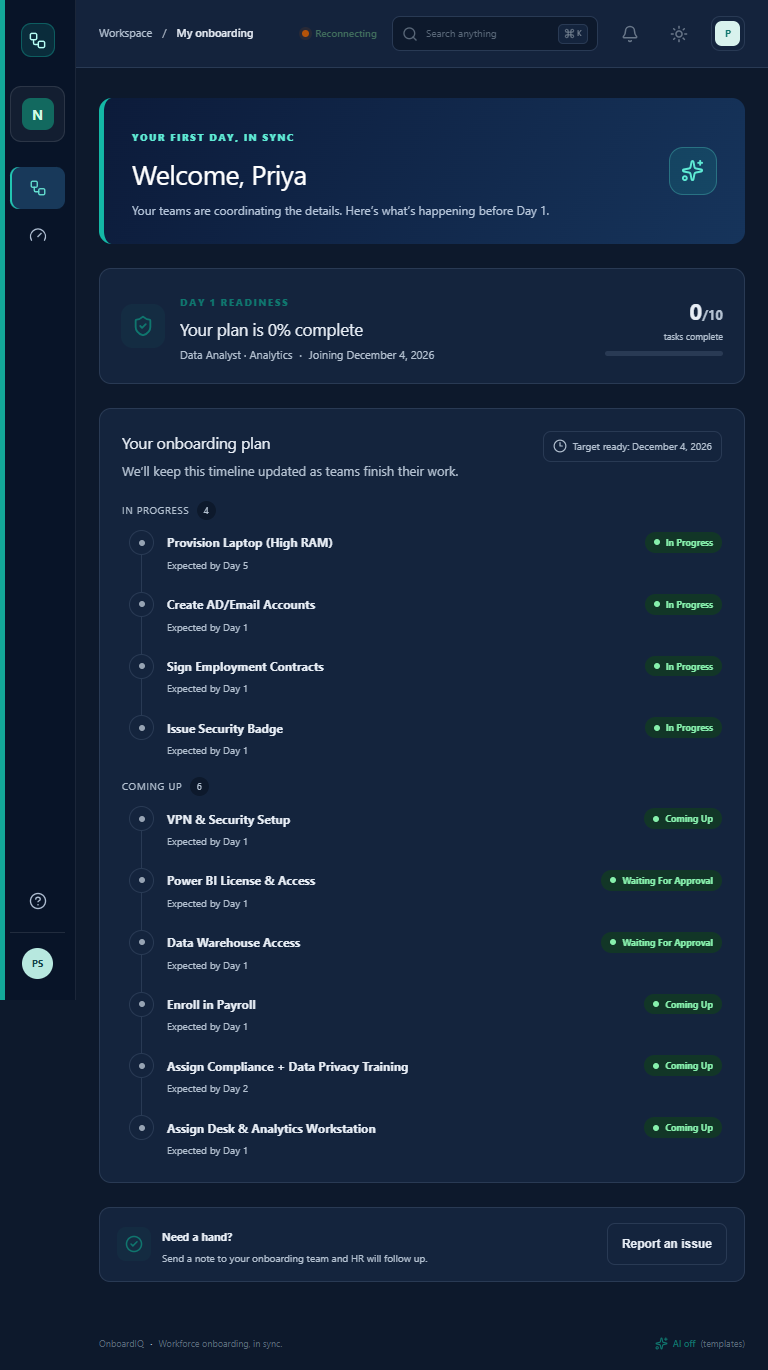 Workspace / My onboarding
Reconnecting
Search anything
⌘ K
P
N
YOUR FIRST DAY, IN SYNC
Welcome, Priya
Your teams are coordinating the details. Here's what's happening before Day 1.
DAY 1 READINESS
Your plan is 0% complete
Data Analyst · Analytics · Joining December 4, 2026
0/10
tasks complete
Your onboarding plan
We'll keep this timeline updated as teams finish their work.
Target ready: December 4, 2026
IN PROGRESS 4
Provision Laptop (High RAM)
Expected by Day 5
In Progress
Create AD/Email Accounts
Expected by Day 1
In Progress
Sign Employment Contracts
Expected by Day 1
In Progress
Issue Security Badge
Expected by Day 1
In Progress
COMING UP 6
VPN & Security Setup
Expected by Day 1
Coming Up
Power BI License & Access
Expected by Day 1
Waiting For Approval
Data Warehouse Access
Expected by Day 1
Waiting For Approval
Enroll in Payroll
Expected by Day 1
Coming Up
Assign Compliance + Data Privacy Training
Expected by Day 2
Coming Up
Assign Desk & Analytics Workstation
Expected by Day 1
Coming Up
PS
Need a hand?
Send a note to your onboarding team and HR will follow up.
Report an issue
OnboardIQ · Workforce onboarding, in sync.
AI off (templates)